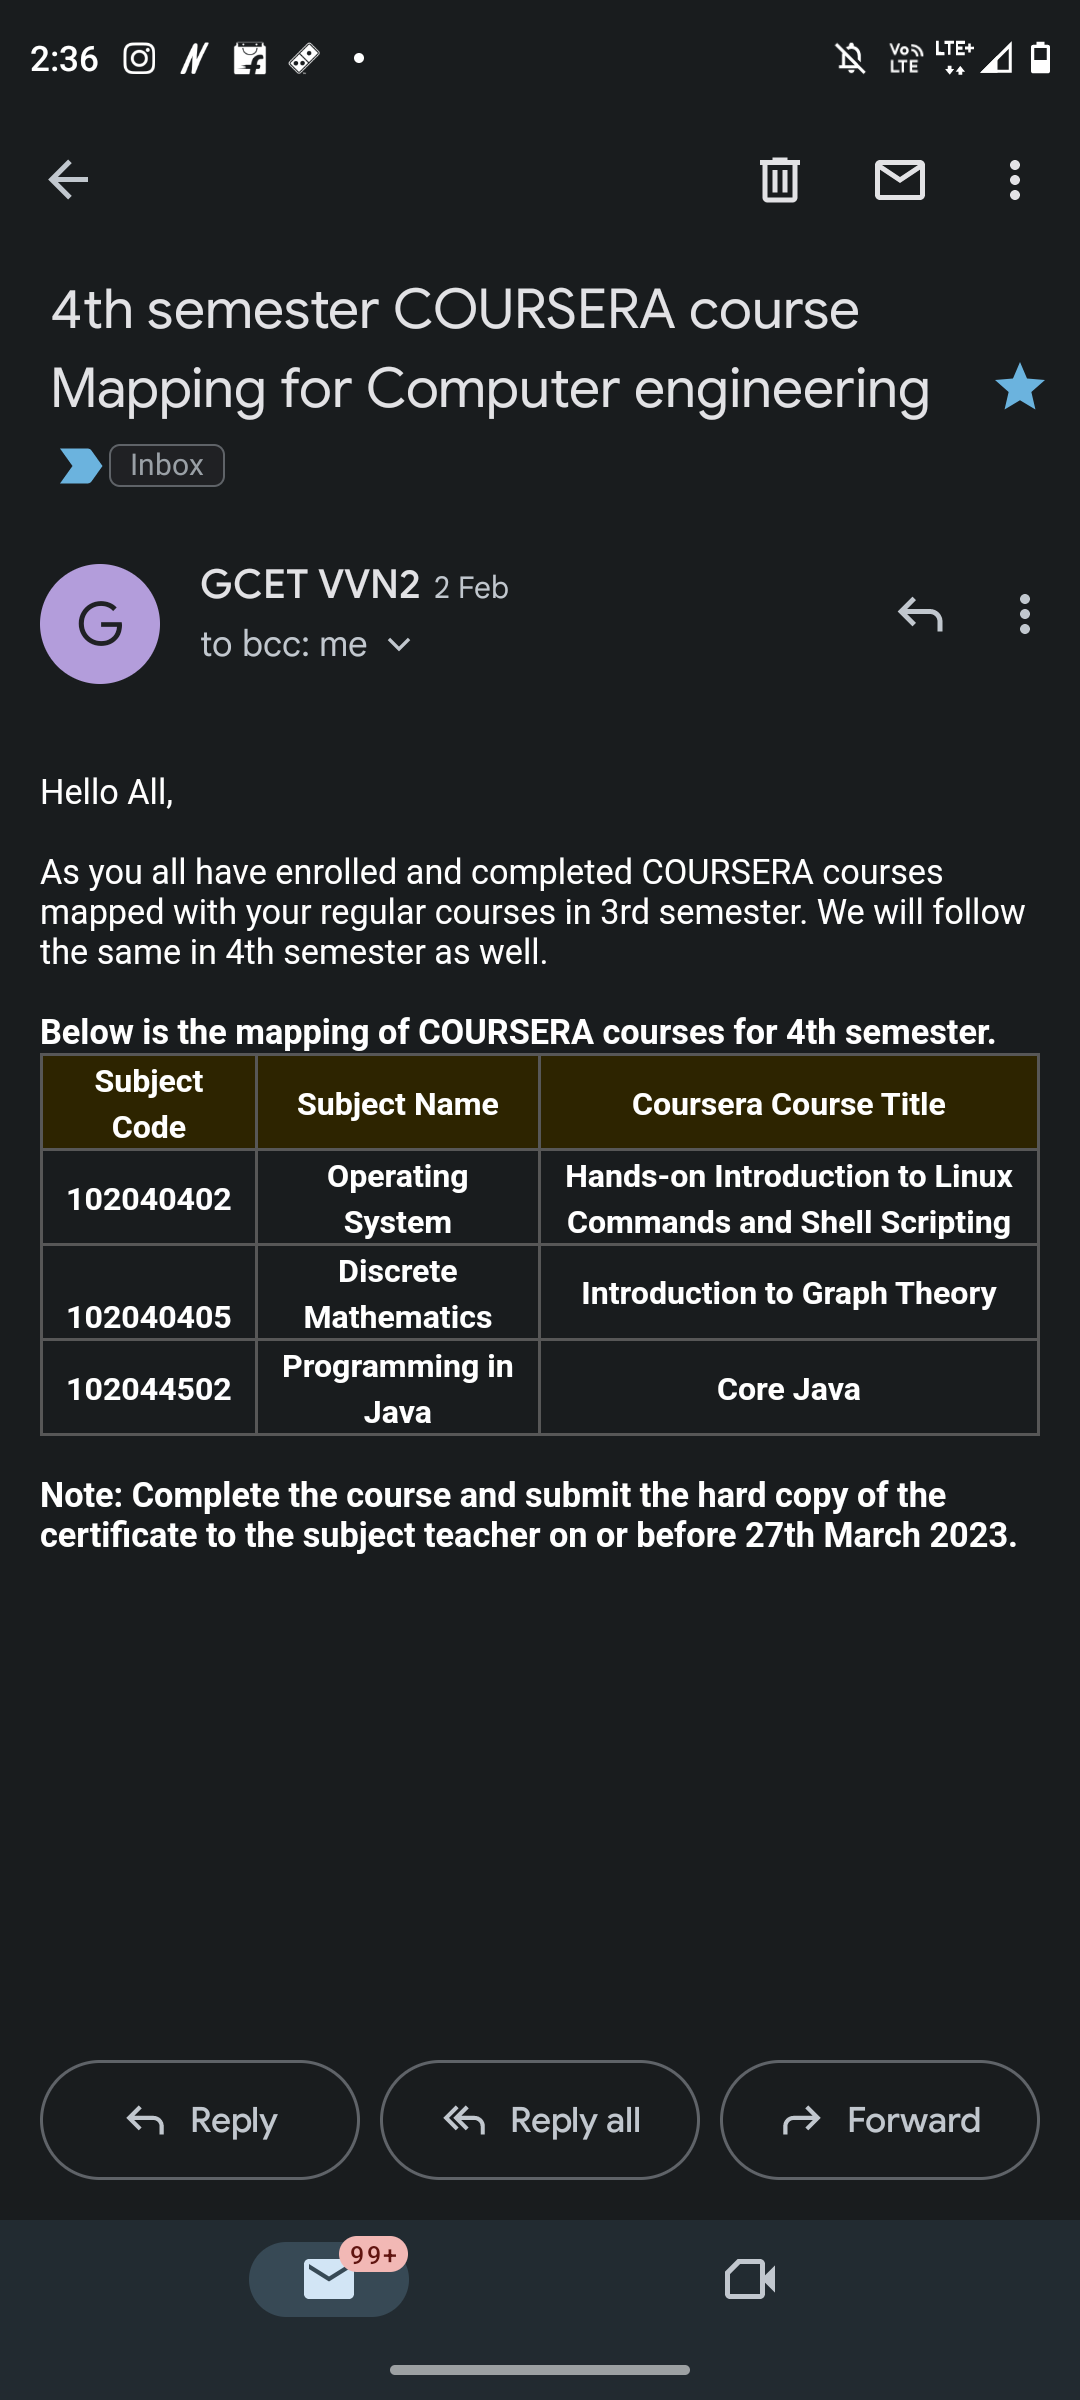 2:36
Vo LTE
LTE+
4th semester COURSERA course
Mapping for Computer engineering
Inbox
G
GCET VVN2 2 Feb
to bcc: me
Hello All,
As you all have enrolled and completed COURSERA courses
mapped with your regular courses in 3rd semester. We will follow
the same in 4th semester as well.
Below is the mapping of COURSERA courses for 4th semester.
Subject Code | Subject Name | Coursera Course Title
102040402 | Operating System | Hands-on Introduction to Linux Commands and Shell Scripting
102040405 | Discrete Mathematics | Introduction to Graph Theory
102044502 | Programming in Java | Core Java
Note: Complete the course and submit the hard copy of the
certificate to the subject teacher on or before 27th March 2023.
Reply
Reply all
Forward
99+